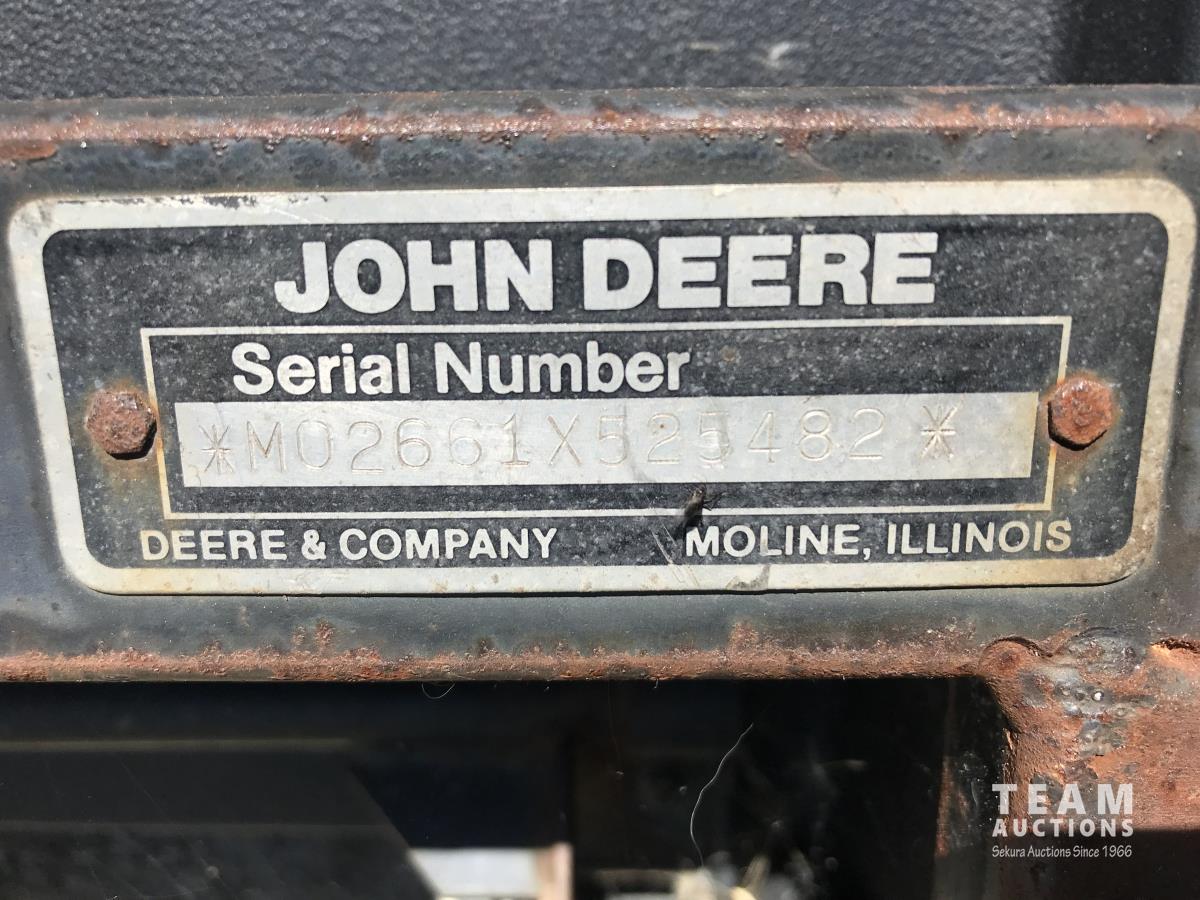 JOHN DEERE
Serial Number
*M02661X525482*
DEERE & COMPANY MOLINE, ILLINOIS
TEAM
AUCTIONS
Sekura Auctions Since 1966